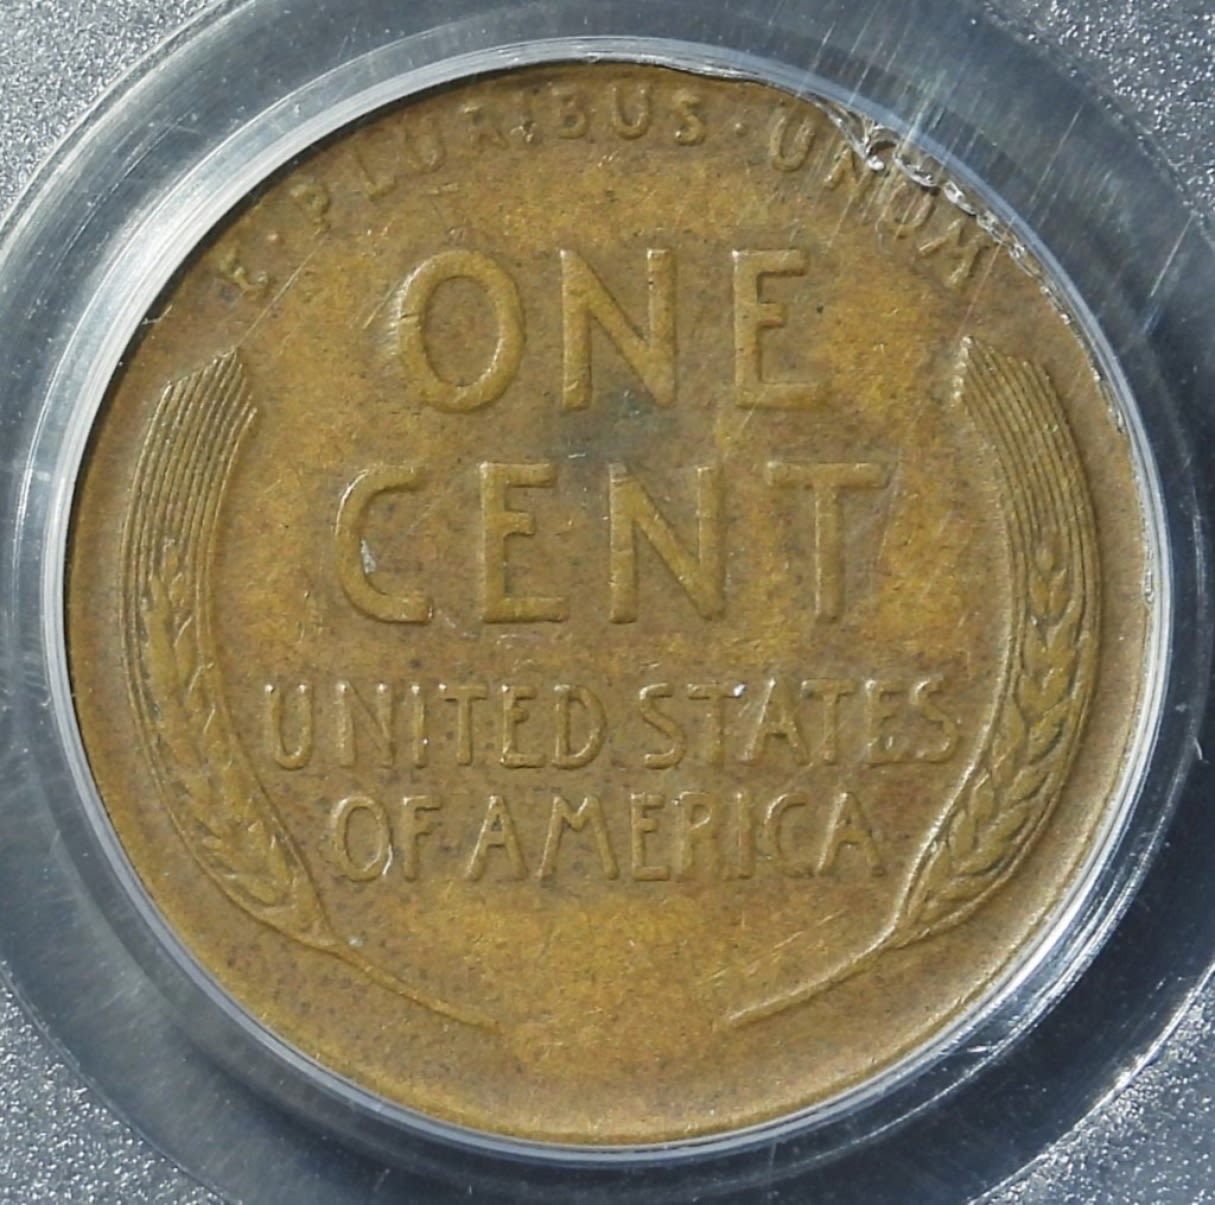 E·PLURIBUS·UNUM
ONE
CENT
UNITED STATES
OF AMERICA